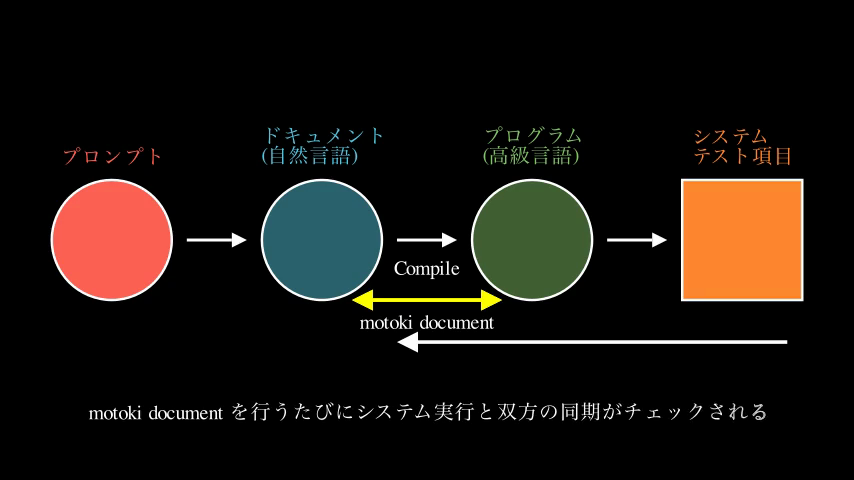 プロンプト
ドキュメント
(自然言語)
プログラム
(高級言語)
システム
テスト項目
Compile
motoki document
motoki document を行うたびにシステム実行と双方の同期がチェックされる